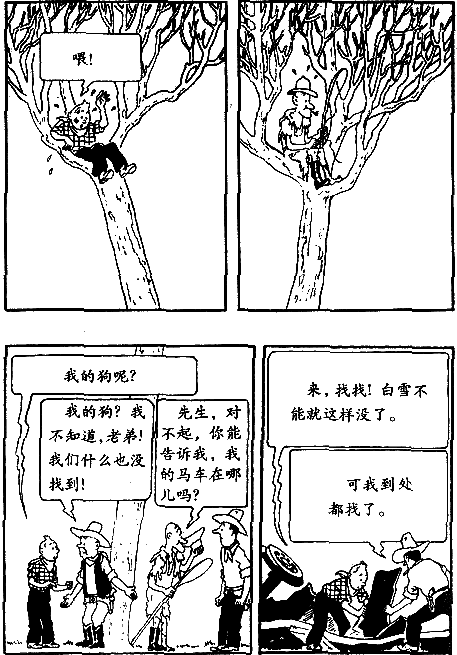 喂!
我的狗呢?
我的狗? 我
不知道,老弟!
我们什么也没
找到!
先生,对
不起,你能
告诉我,我
的马车在哪
儿吗?
来,找找! 白雪不
能就这样没了。
可我到处
都找了。